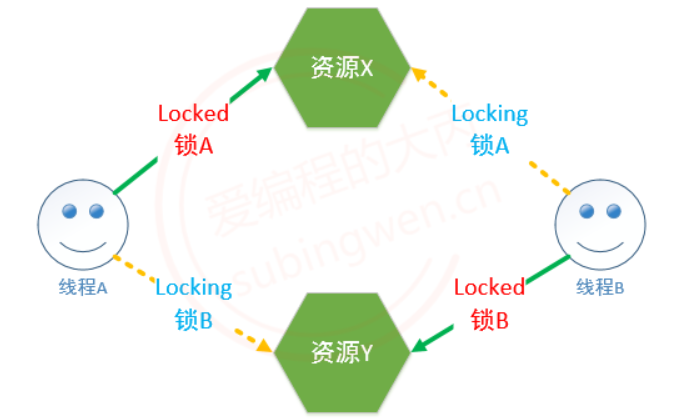 资源X
Locked
锁A
Locking
锁A
线程A
线程B
Locking
锁B
Locked
锁B
资源Y
爱编程的大丙
subingwen.cn